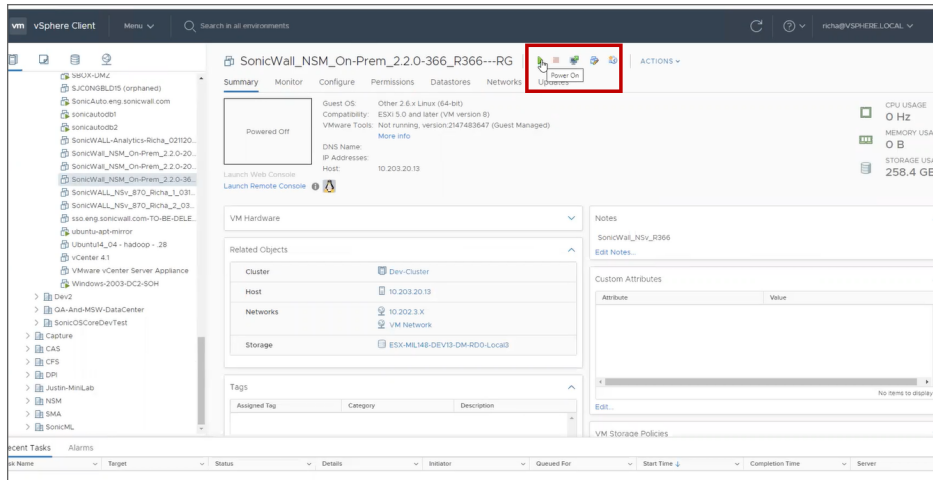 vm vSphere Client Menu Search in all environments richa@VSPHERE.LOCAL
SBOX-DMZ
SJC0NGBLD15 (orphaned)
SonicAuto.eng.sonicwall.com
sonicautodb1
sonicautodb2
SonicWALL-Analytics-Richa_021120...
SonicWall_NSM_On-Prem_2.2.0-20...
SonicWall_NSM_On-Prem_2.2.0-20...
SonicWall_NSM_On-Prem_2.2.0-36...
SonicWALL_NSv_870_Richa_1_031...
SonicWALL_NSv_870_Richa_2_03...
sso.eng.sonicwall.com-TO-BE-DELE...
ubuntu-apt-mirror
Ubuntu14_04 - hadoop - .28
vCenter 4.1
VMware vCenter Server Appliance
Windows-2003-DC2-SOH
Dev2
QA-And-MSW-DataCenter
SonicOSCoreDevTest
Capture
CAS
CFS
DPI
Justin-MiniLab
NSM
SMA
SonicML
SonicWall_NSM_On-Prem_2.2.0-366_R366---RG
ACTIONS
Power On
Summary Monitor Configure Permissions Datastores Networks Updates
Powered Off
Guest OS: Other 2.6.x Linux (64-bit)
Compatibility: ESXi 5.0 and later (VM version 8)
VMware Tools: Not running, version:2147483647 (Guest Managed)
More info
DNS Name:
IP Addresses:
Host: 10.203.20.13
Launch Web Console
Launch Remote Console
CPU USAGE
0 Hz
MEMORY USA
0 B
STORAGE USA
258.4 GB
VM Hardware
Related Objects
Cluster Dev-Cluster
Host 10.203.20.13
Networks 10.202.3.X
VM Network
Storage ESX-MIL148-DEV13-DM-RD0-Local3
Tags
Assigned Tag Category Description
Notes
SonicWall_NSv_R366
Edit Notes...
Custom Attributes
Attribute Value
No items to display
Edit...
VM Storage Policies
ecent Tasks Alarms
sk Name Target Status Details Initiator Queued For Start Time Completion Time Server